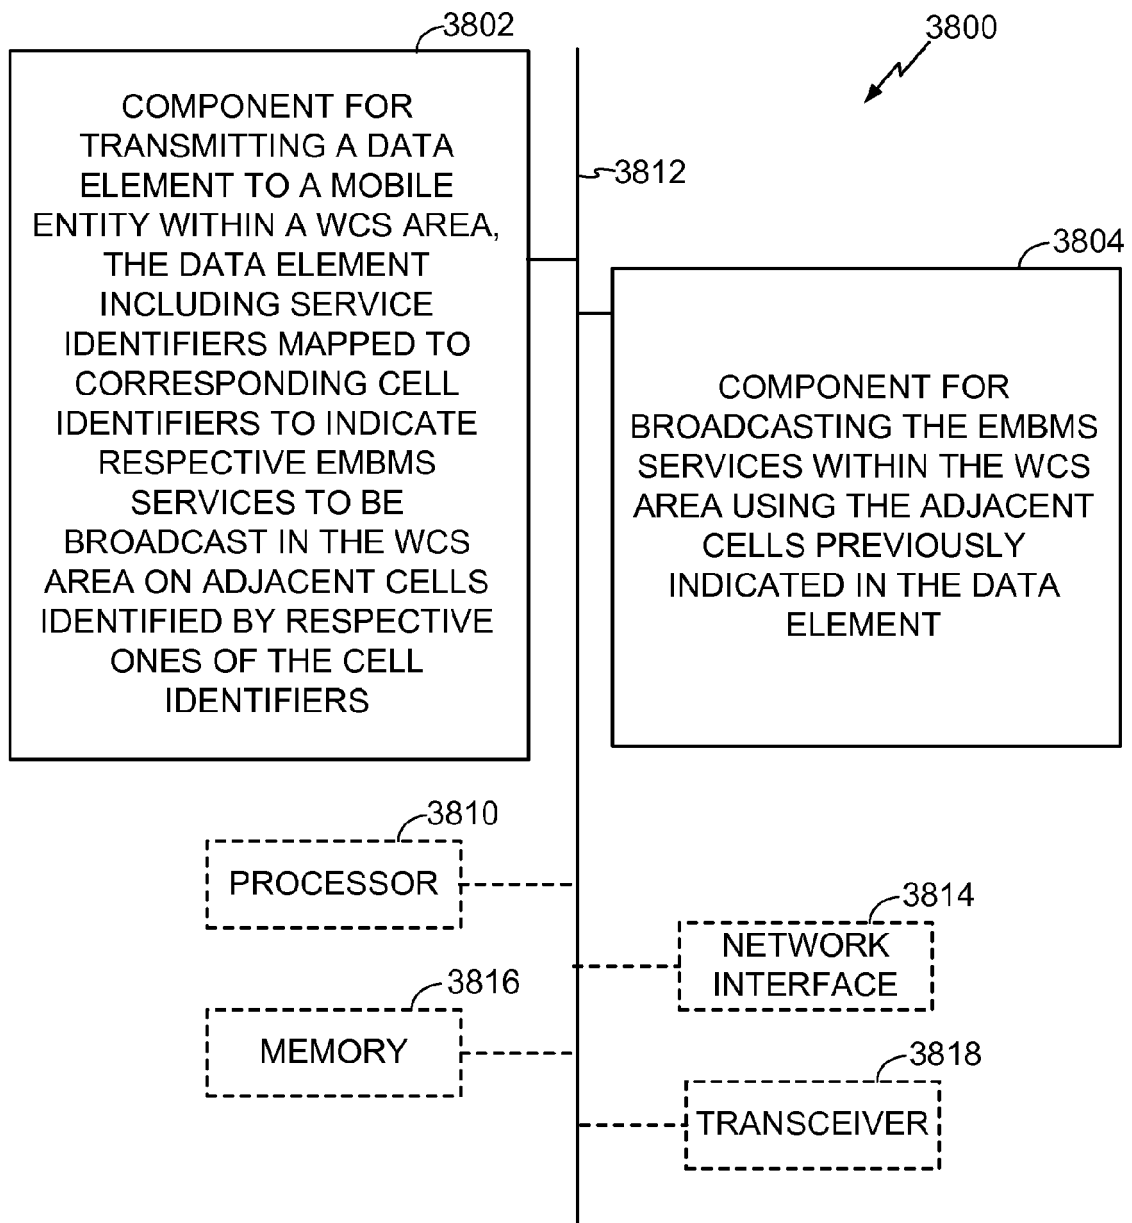 3802
3800
COMPONENT FOR
TRANSMITTING A DATA
ELEMENT TO A MOBILE
ENTITY WITHIN A WCS AREA,
THE DATA ELEMENT
INCLUDING SERVICE
IDENTIFIERS MAPPED TO
CORRESPONDING CELL
IDENTIFIERS TO INDICATE
RESPECTIVE EMBMS
SERVICES TO BE
BROADCAST IN THE WCS
AREA ON ADJACENT CELLS
IDENTIFIED BY RESPECTIVE
ONES OF THE CELL
IDENTIFIERS
3812
3804
COMPONENT FOR
BROADCASTING THE EMBMS
SERVICES WITHIN THE WCS
AREA USING THE ADJACENT
CELLS PREVIOUSLY
INDICATED IN THE DATA
ELEMENT
3810
PROCESSOR
3814
NETWORK
INTERFACE
3816
MEMORY
3818
TRANSCEIVER